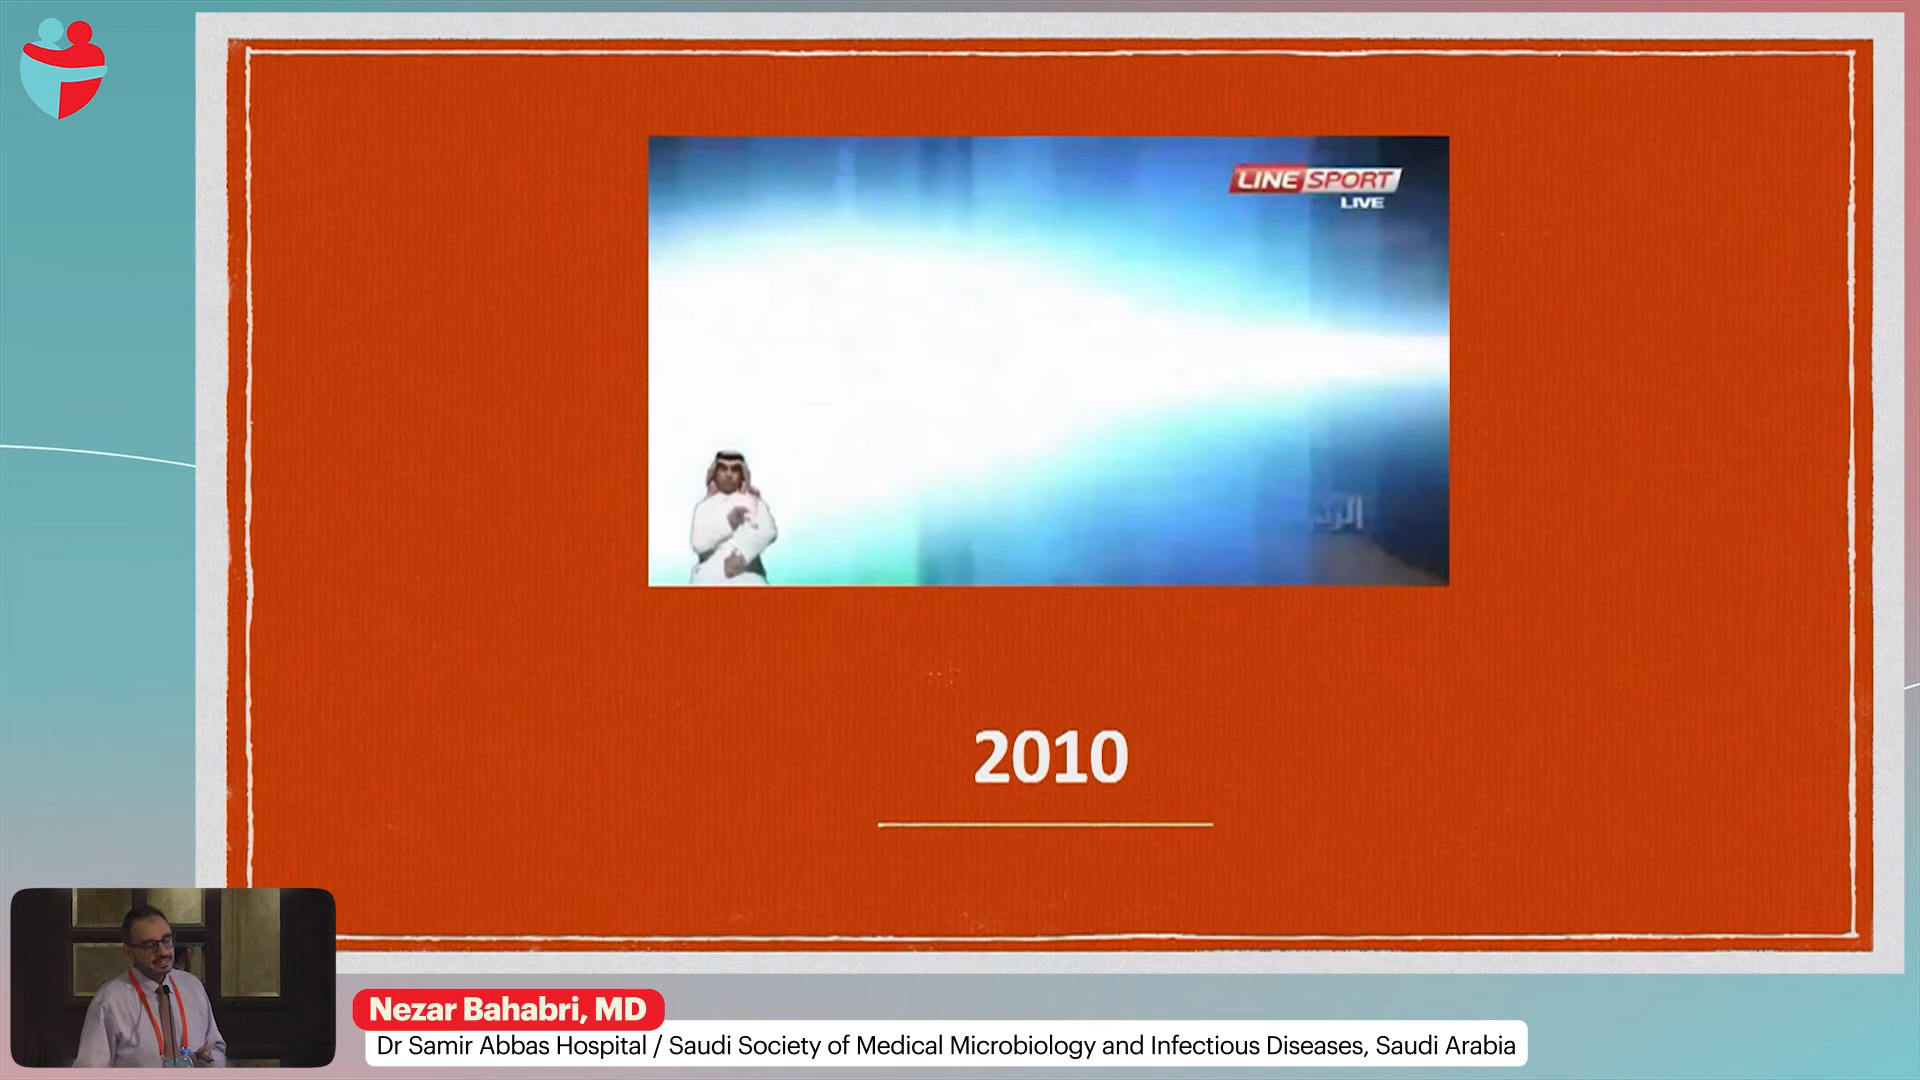 LINE SPORT
LIVE
2010
Nezar Bahabri, MD
Dr Samir Abbas Hospital / Saudi Society of Medical Microbiology and Infectious Diseases, Saudi Arabia